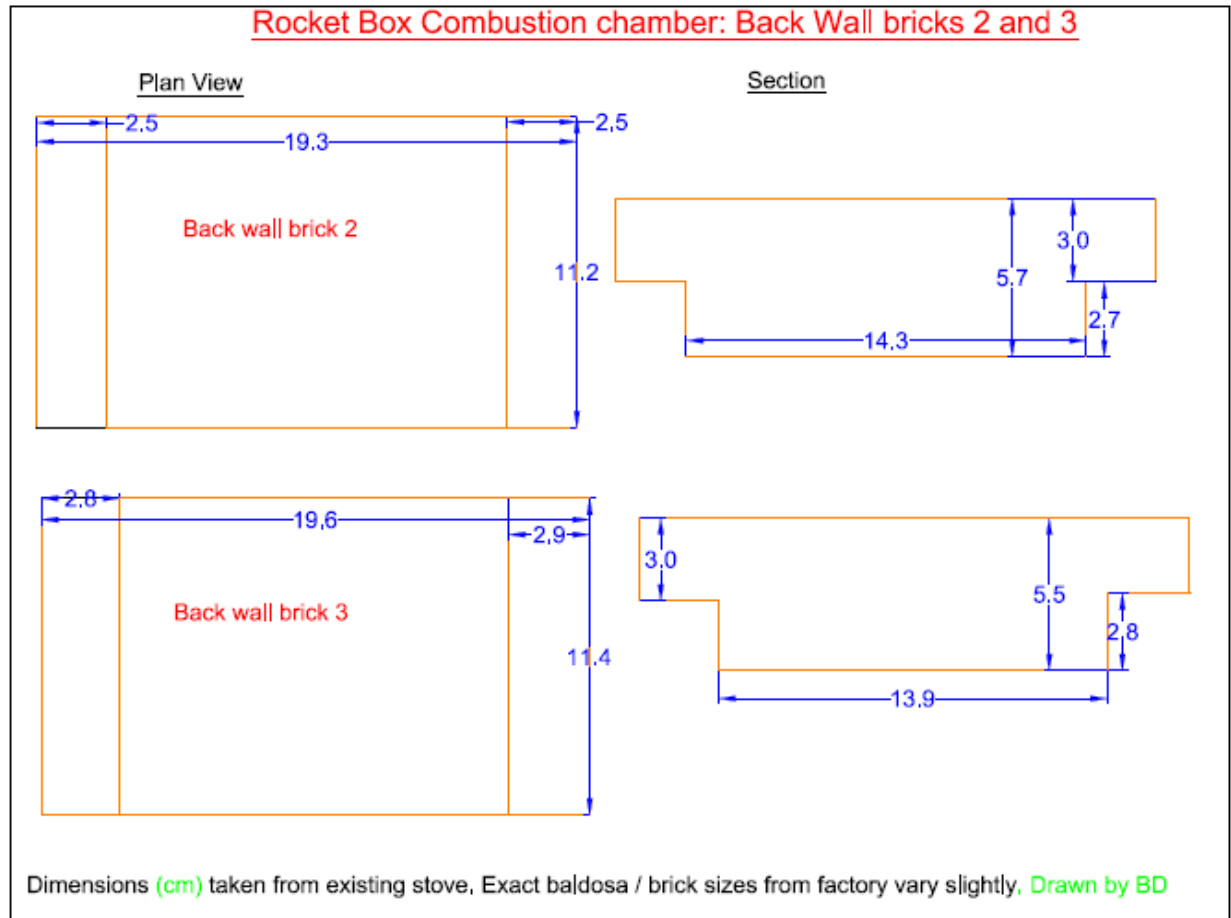 Rocket Box Combustion chamber: Back Wall bricks 2 and 3
Plan View
Section
2.5
2.5
19.3
Back wall brick 2
11.2
3.0
5.7
2.7
14.3
2.8
19.6
2.9
Back wall brick 3
11.4
3.0
5.5
2.8
13.9
Dimensions (cm) taken from existing stove, Exact baldosa / brick sizes from factory vary slightly, Drawn by BD